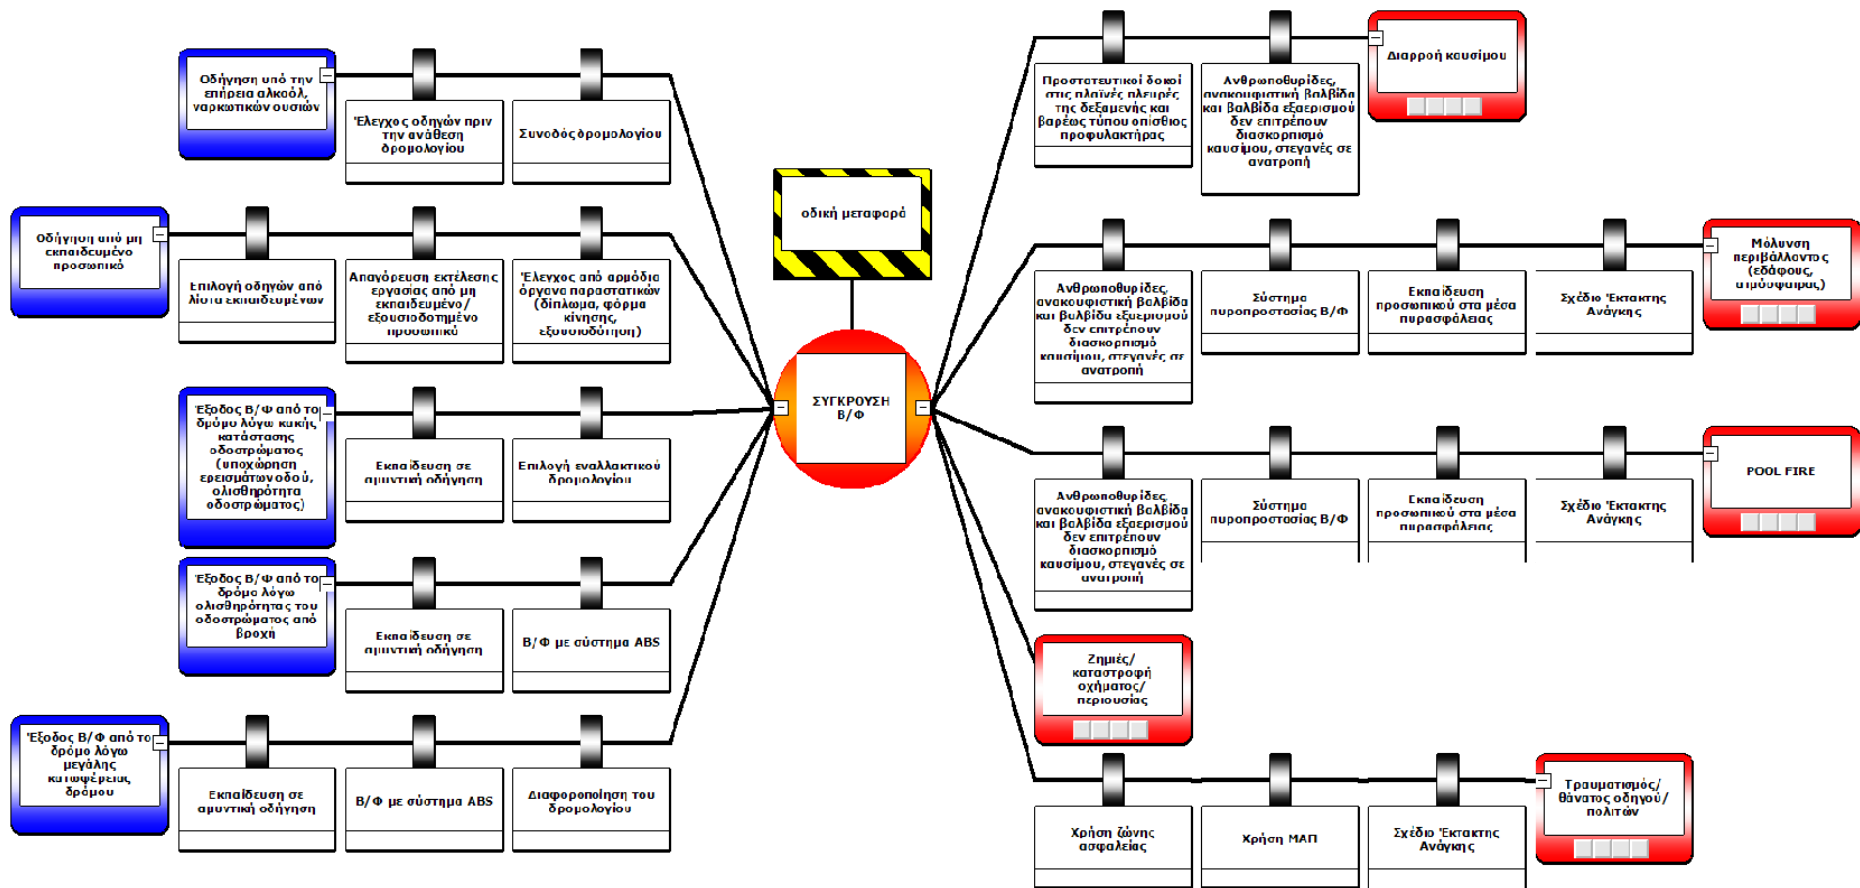 Οδήγηση υπό την
επήρεια αλκοόλ,
ναρκωτικών ουσιών
Έλεγχος οδηγών πριν
την ανάθεση
δρομολογίου
Συνοδός δρομολογίου
Οδήγηση από μη
εκπαιδευμένο
προσωπικό
Επιλογή οδηγών από
λίστα εκπαιδευμένων
Απαγόρευση εκτέλεσης
εργασίας από μη
εκπαιδευμένο/
εξουσιοδοτημένο
προσωπικό
Έλεγχος από αρμόδια
όργανα παραστατικών
(δίπλωμα, φόρμα
κίνησης,
εξουσιοδότηση)
Έξοδος Β/Φ από το
δρόμο λόγω κακής
κατάστασης
οδοστρώματος
(υποχώρηση
ερεισμάτων οδού,
ολισθηρότητα
οδοστρώματος)
Εκπαίδευση σε
αμυντική οδήγηση
Επιλογή εναλλακτικού
δρομολογίου
Έξοδος Β/Φ από το
δρόμο λόγω
ολισθηρότητας του
οδοστρώματος από
βροχή
Εκπαίδευση σε
αμυντική οδήγηση
Β/Φ με σύστημα ABS
Έξοδος Β/Φ από το
δρόμο λόγω
μεγάλης
κατωφέρειας
δρόμου
Εκπαίδευση σε
αμυντική οδήγηση
Β/Φ με σύστημα ABS
Διαφοροποίηση του
δρομολογίου
οδική μεταφορά
ΣΥΓΚΡΟΥΣΗ
Β/Φ
Προστατευτικοί δοκοί
στις πλαϊνές πλευρές
της δεξαμενής και
βαρέως τύπου οπίσθιος
προφυλακτήρας
Ανθρωποθυρίδες,
ανακουφιστική βαλβίδα
και βαλβίδα εξαερισμού
δεν επιτρέπουν
διασκορπισμό
καυσίμου, στεγανές σε
ανατροπή
Διαρροή καυσίμου
Ανθρωποθυρίδες,
ανακουφιστική βαλβίδα
και βαλβίδα εξαερισμού
δεν επιτρέπουν
διασκορπισμό
καυσίμου, στεγανές σε
ανατροπή
Σύστημα
πυροπροστασίας Β/Φ
Εκπαίδευση
προσωπικού στα μέσα
πυρασφάλειας
Σχέδιο Έκτακτης
Ανάγκης
Μόλυνση
περιβάλλοντος
(εδάφους,
ατμόσφαιρας)
Ανθρωποθυρίδες,
ανακουφιστική βαλβίδα
και βαλβίδα εξαερισμού
δεν επιτρέπουν
διασκορπισμό
καυσίμου, στεγανές σε
ανατροπή
Σύστημα
πυροπροστασίας Β/Φ
Εκπαίδευση
προσωπικού στα μέσα
πυρασφάλειας
Σχέδιο Έκτακτης
Ανάγκης
POOL FIRE
Ζημιές/
καταστροφή
οχήματος/
περιουσίας
Χρήση ζώνης
ασφαλείας
Χρήση ΜΑΠ
Σχέδιο Έκτακτης
Ανάγκης
Τραυματισμός/
θάνατος οδηγού/
πολιτών